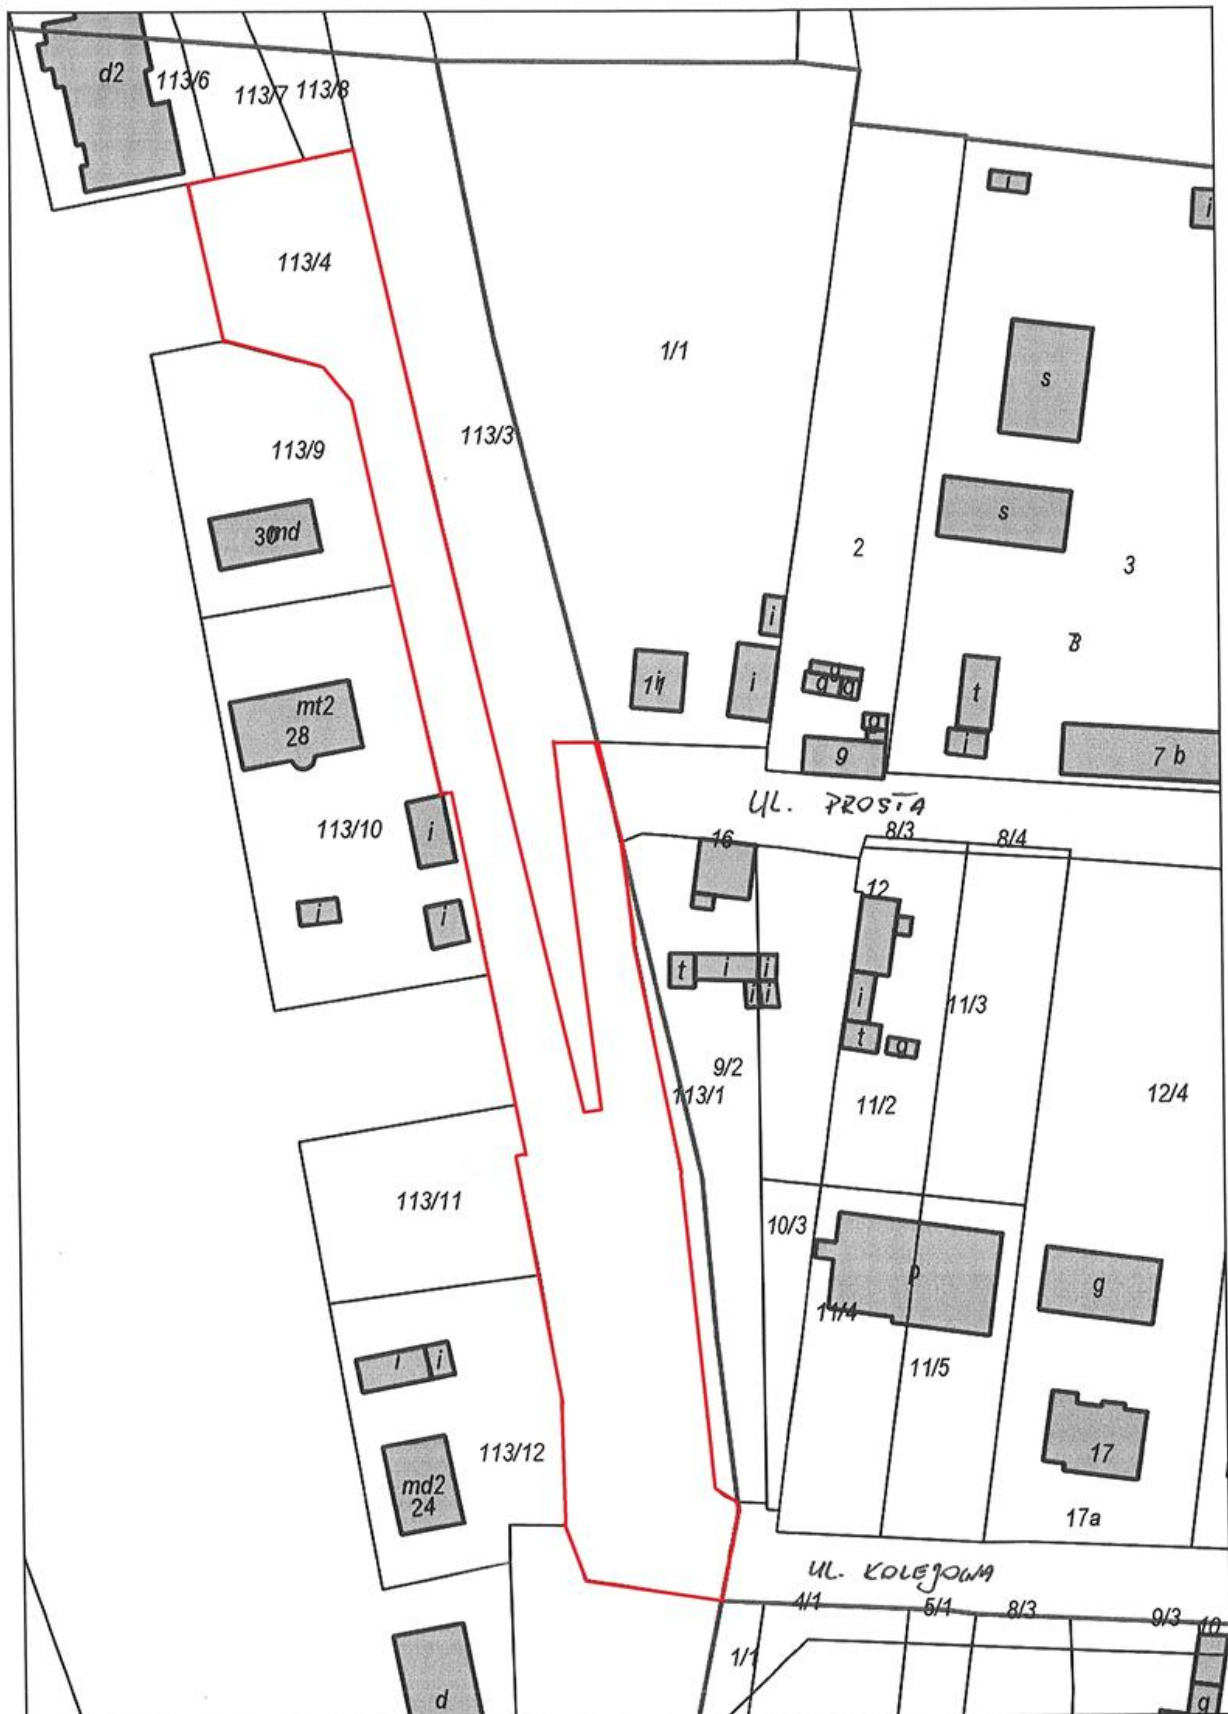 d2
113/6
113/7
113/8
i
i
113/4
1/1
s
113/3
113/9
s
30
md
2
3
i
g
g
11
i
i
t
mt2
28
i
9
7 b
UL. PROSTA
113/10
i
16
8/3
8/4
12
i
i
t
i
i
i
i
i
11/3
t
g
9/2
113/1
11/2
12/4
113/11
10/3
p
g
11/4
i
11/5
113/12
17
md2
24
17a
UL. KOLEJOWA
4/1
5/1
8/3
9/3
10
1/1
d
g